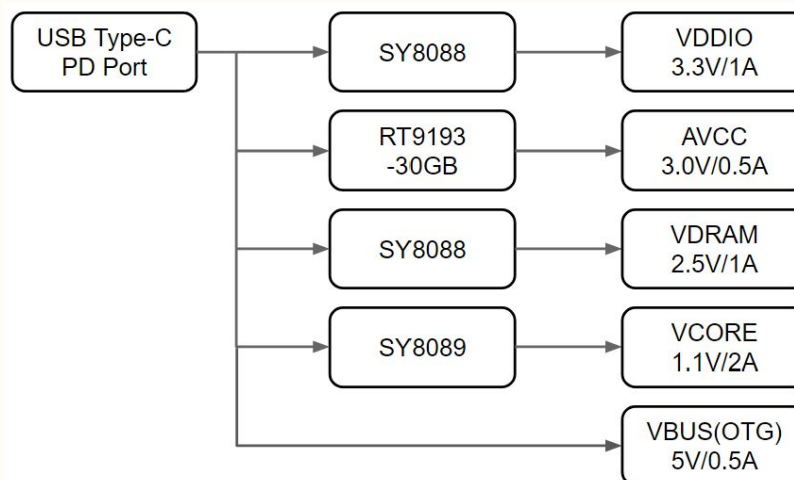 USB Type-C
PD Port
SY8088
VDDIO
3.3V/1A
RT9193
-30GB
AVCC
3.0V/0.5A
SY8088
VDRAM
2.5V/1A
SY8089
VCORE
1.1V/2A
VBUS(OTG)
5V/0.5A